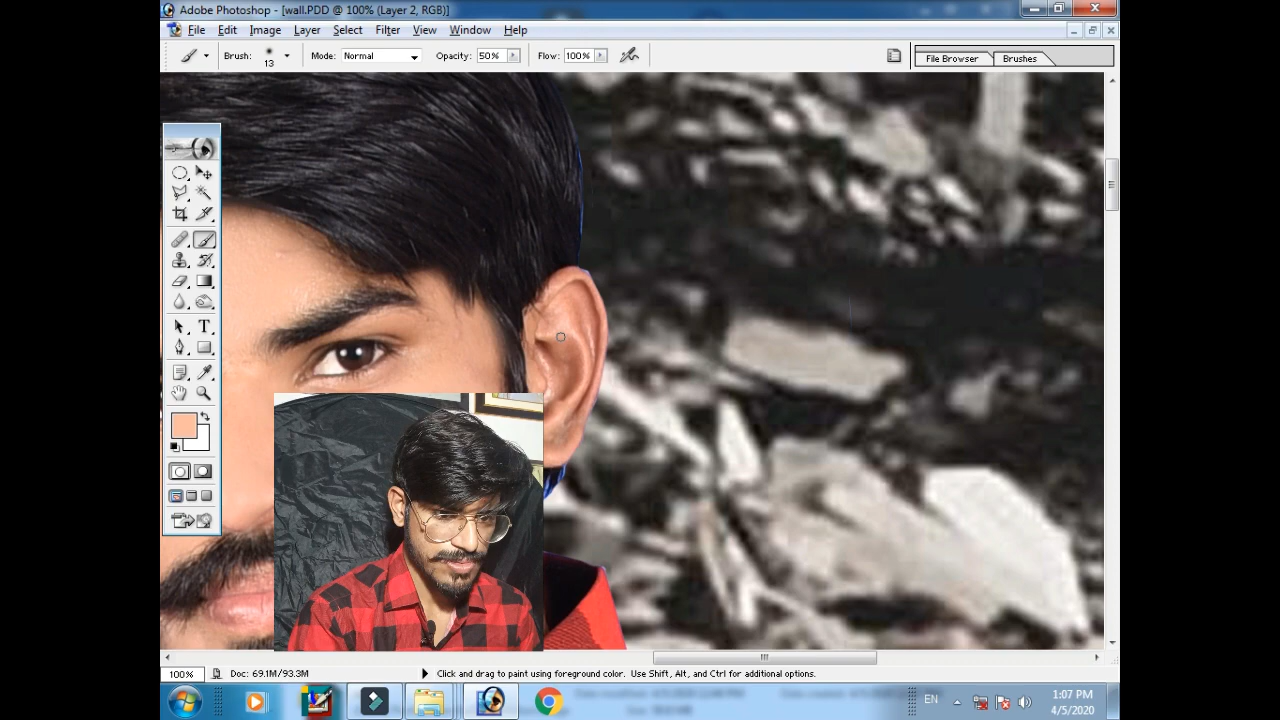 Adobe Photoshop - [wall.PDD @ 100% (Layer 2, RGB)]
File Edit Image Layer Select Filter View Window Help
Brush: 13 Mode: Normal Opacity: 50% Flow: 100% File Browser Brushes
T
100% Doc: 69.1M/93.3M Click and drag to paint using foreground color. Use Shift, Alt, and Ctrl for additional options.
EN 1:07 PM
4/5/2020